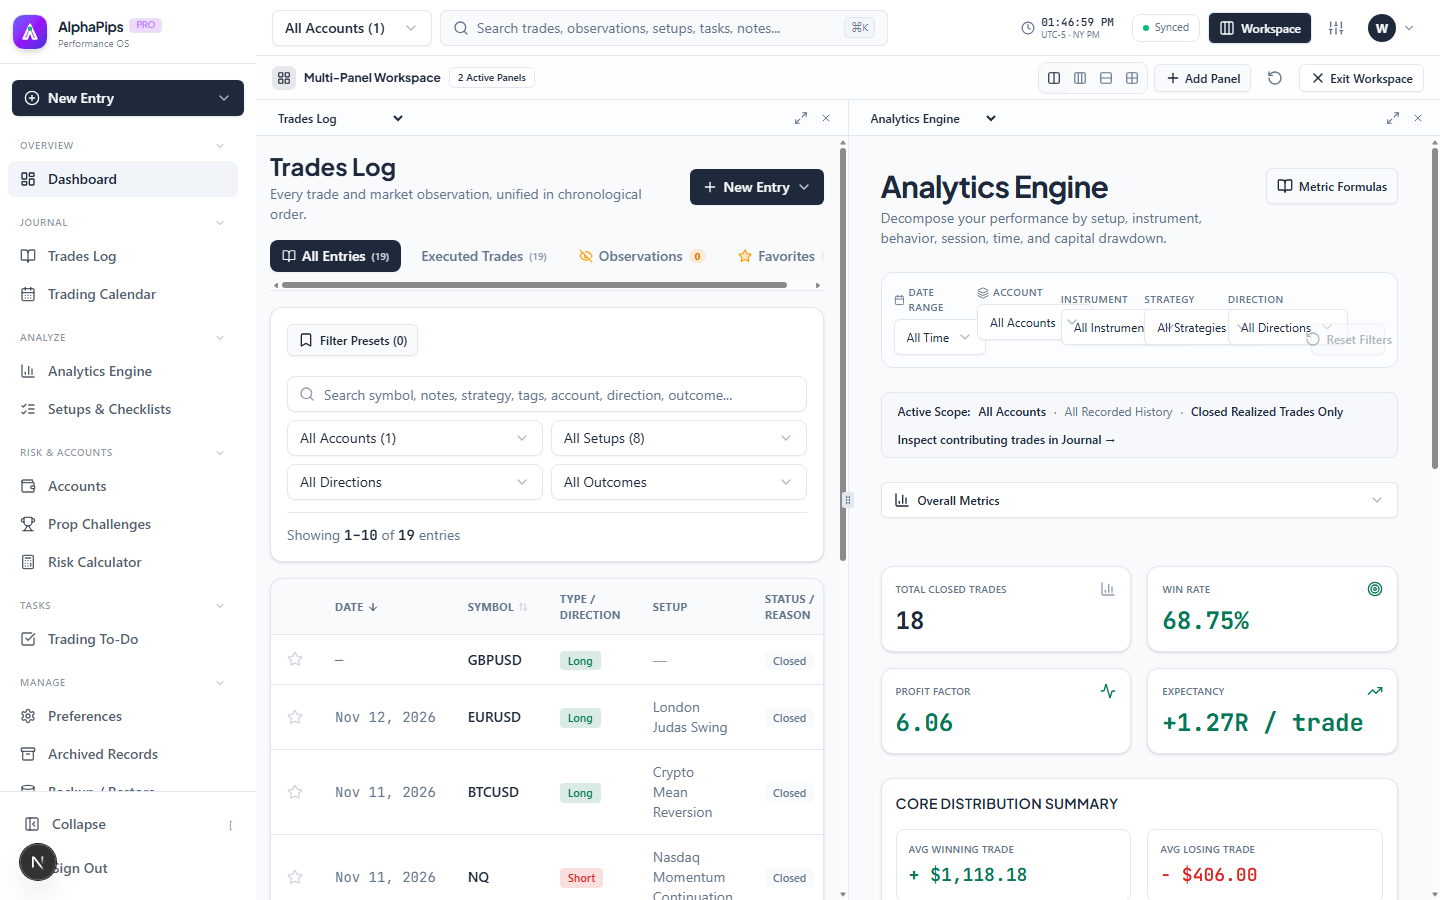 AlphaPips PRO
Performance OS
All Accounts (1)
Search trades, observations, setups, tasks, notes...
⌘K
01:46:59 PM
UTC-5 · NY PM
Synced
Workspace
W
New Entry
OVERVIEW
Dashboard
JOURNAL
Trades Log
Trading Calendar
ANALYZE
Analytics Engine
Setups & Checklists
RISK & ACCOUNTS
Accounts
Prop Challenges
Risk Calculator
TASKS
Trading To-Do
MANAGE
Preferences
Archived Records
Backup / Restore
Collapse [
N
Sign Out
Multi-Panel Workspace
2 Active Panels
Add Panel
Exit Workspace
Trades Log
Trades Log
Every trade and market observation, unified in chronological
order.
New Entry
All Entries (19)
Executed Trades (19)
Observations 0
Favorites
Filter Presets (0)
Search symbol, notes, strategy, tags, account, direction, outcome...
All Accounts (1)
All Setups (8)
All Directions
All Outcomes
Showing 1–10 of 19 entries
DATE ↓
SYMBOL ↑↓
TYPE /
DIRECTION
SETUP
STATUS /
REASON
— GBPUSD Long — Closed
Nov 12, 2026 EURUSD Long London
Judas Swing Closed
Nov 11, 2026 BTCUSD Long Crypto
Mean
Reversion Closed
Nov 11, 2026 NQ Short Nasdaq
Momentum
Continuation Closed
Analytics Engine
Analytics Engine
Metric Formulas
Decompose your performance by setup, instrument,
behavior, session, time, and capital drawdown.
DATE
RANGE
All Time
ACCOUNT
All Accounts
INSTRUMENT
All Instrumen
STRATEGY
All Strategies
DIRECTION
All Directions
Reset Filters
Active Scope: All Accounts · All Recorded History · Closed Realized Trades Only
Inspect contributing trades in Journal →
Overall Metrics
TOTAL CLOSED TRADES
18
WIN RATE
68.75%
PROFIT FACTOR
6.06
EXPECTANCY
+1.27R / trade
CORE DISTRIBUTION SUMMARY
AVG WINNING TRADE
+ $1,118.18
AVG LOSING TRADE
- $406.00